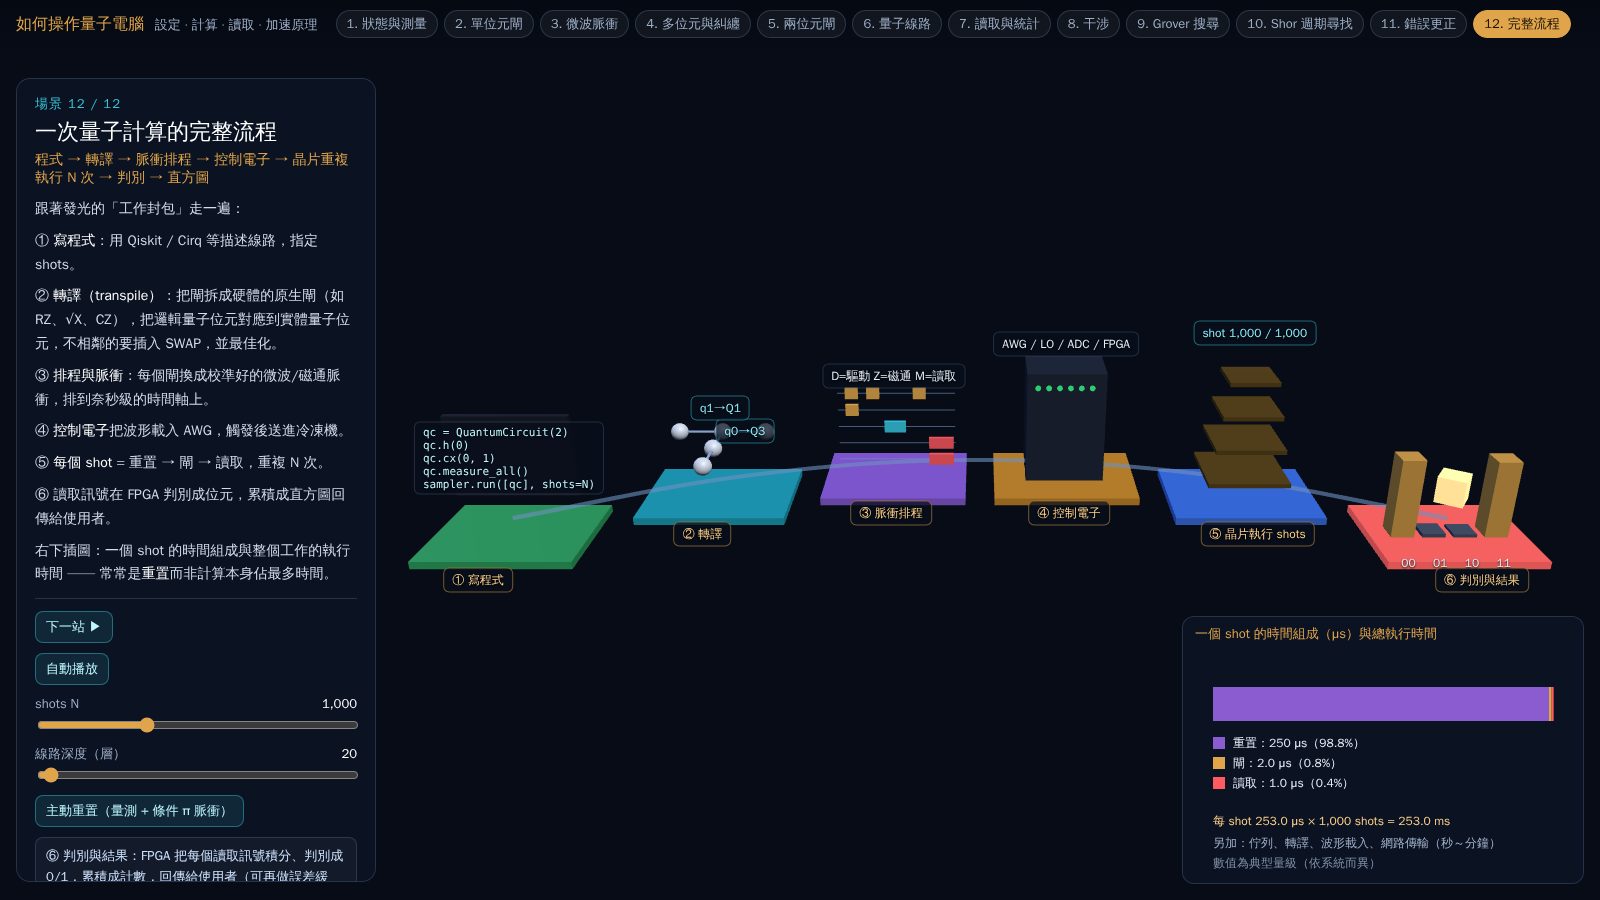 如何操作量子電腦
設定 · 計算 · 讀取 · 加速原理
1. 狀態與測量
2. 單位元閘
3. 微波脈衝
4. 多位元與糾纏
5. 兩位元閘
6. 量子線路
7. 讀取與統計
8. 干涉
9. Grover 搜尋
10. Shor 週期尋找
11. 錯誤更正
12. 完整流程
場景 12 / 12
一次量子計算的完整流程
程式 → 轉譯 → 脈衝排程 → 控制電子 → 晶片重複
執行 N 次 → 判別 → 直方圖
跟著發光的「工作封包」走一遍：
① 寫程式：用 Qiskit / Cirq 等描述線路，指定
shots。
② 轉譯（transpile）：把閘拆成硬體的原生閘（如
RZ、√X、CZ），把邏輯量子位元對應到實體量子位
元，不相鄰的要插入 SWAP，並最佳化。
③ 排程與脈衝：每個閘換成校準好的微波/磁通脈
衝，排到奈秒級的時間軸上。
④ 控制電子把波形載入 AWG，觸發後送進冷凍機。
⑤ 每個 shot = 重置 → 閘 → 讀取，重複 N 次。
⑥ 讀取訊號在 FPGA 判別成位元，累積成直方圖回
傳給使用者。
右下插圖：一個 shot 的時間組成與整個工作的執行
時間 —— 常常是重置而非計算本身佔最多時間。
下一站 ▶
自動播放
shots N 1,000
線路深度（層） 20
主動重置（量測 + 條件 π 脈衝）
⑥ 判別與結果：FPGA 把每個讀取訊號積分、判別成
0/1，累積成計數，回傳給使用者（可再做誤差緩
qc = QuantumCircuit(2)
qc.h(0)
qc.cx(0, 1)
qc.measure_all()
sampler.run([qc], shots=N)
① 寫程式
q1→Q1
q0→Q3
② 轉譯
D=驅動 Z=磁通 M=讀取
③ 脈衝排程
AWG / LO / ADC / FPGA
④ 控制電子
shot 1,000 / 1,000
⑤ 晶片執行 shots
00 01 10 11
⑥ 判別與結果
一個 shot 的時間組成（µs）與總執行時間
重置：250 µs（98.8%）
閘：2.0 µs（0.8%）
讀取：1.0 µs（0.4%）
每 shot 253.0 µs × 1,000 shots = 253.0 ms
另加：佇列、轉譯、波形載入、網路傳輸（秒～分鐘）
數值為典型量級（依系統而異）